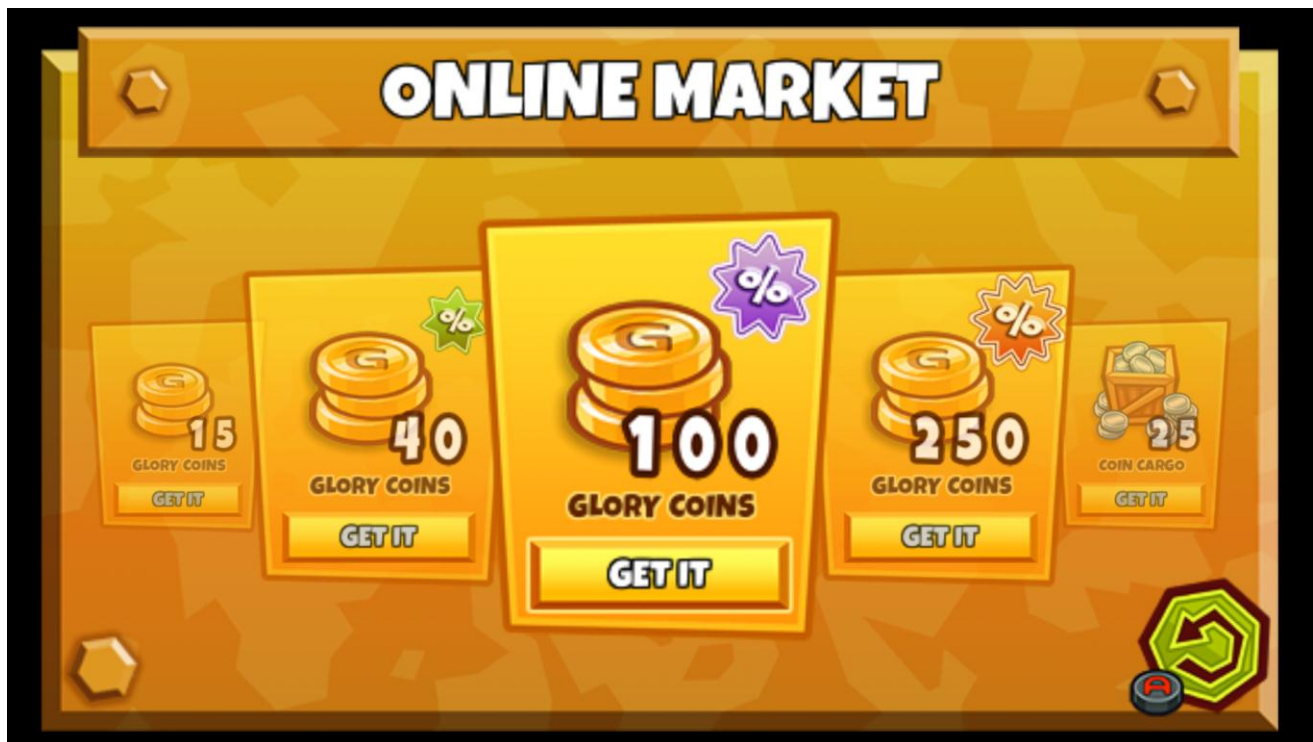 ONLINE MARKET
%
%
%
G
15
GLORY COINS
GET IT
G
40
GLORY COINS
GET IT
G
100
GLORY COINS
GET IT
G
250
GLORY COINS
GET IT
25
COIN CARGO
GET IT
A